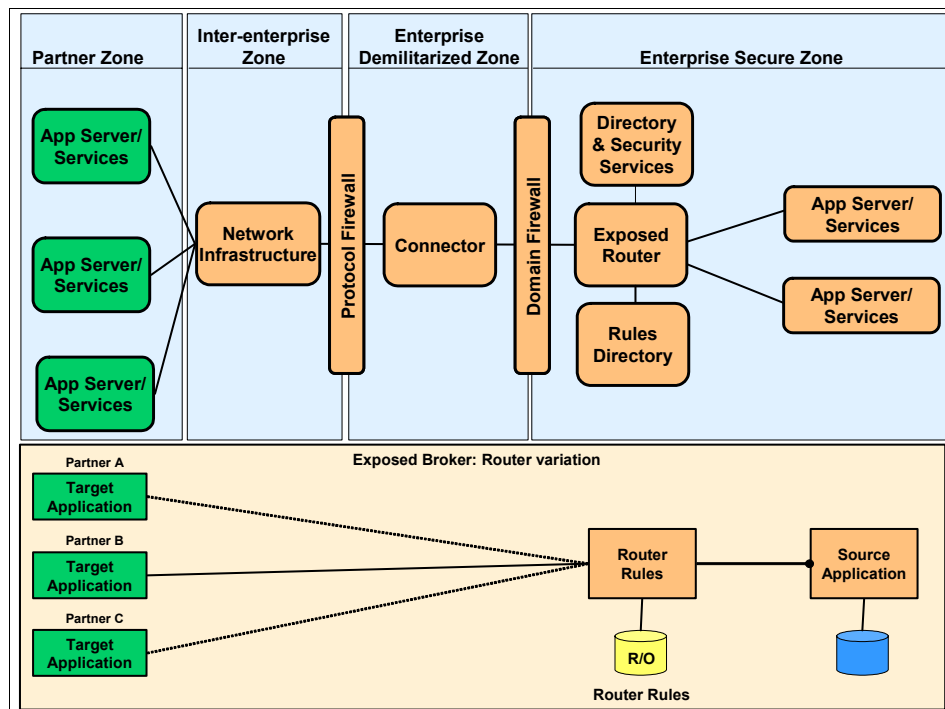 Partner Zone
Inter-enterprise
Zone
Enterprise
Demilitarized Zone
Enterprise Secure Zone
App Server/
Services
App Server/
Services
App Server/
Services
Network
Infrastructure
Protocol Firewall
Connector
Domain Firewall
Directory
& Security
Services
Exposed
Router
Rules
Directory
App Server/
Services
App Server/
Services
Exposed Broker: Router variation
Partner A
Target
Application
Partner B
Target
Application
Partner C
Target
Application
Router
Rules
Source
Application
R/O
Router Rules